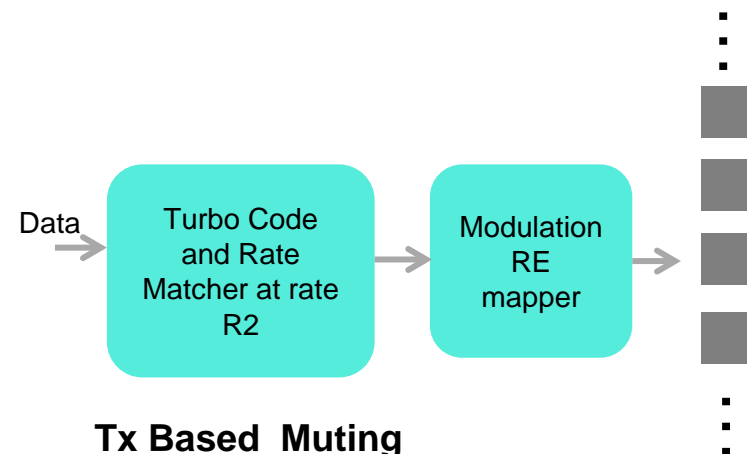 Data
Turbo Code
and Rate
Matcher at rate
R2
Modulation
RE
mapper
Tx Based  Muting